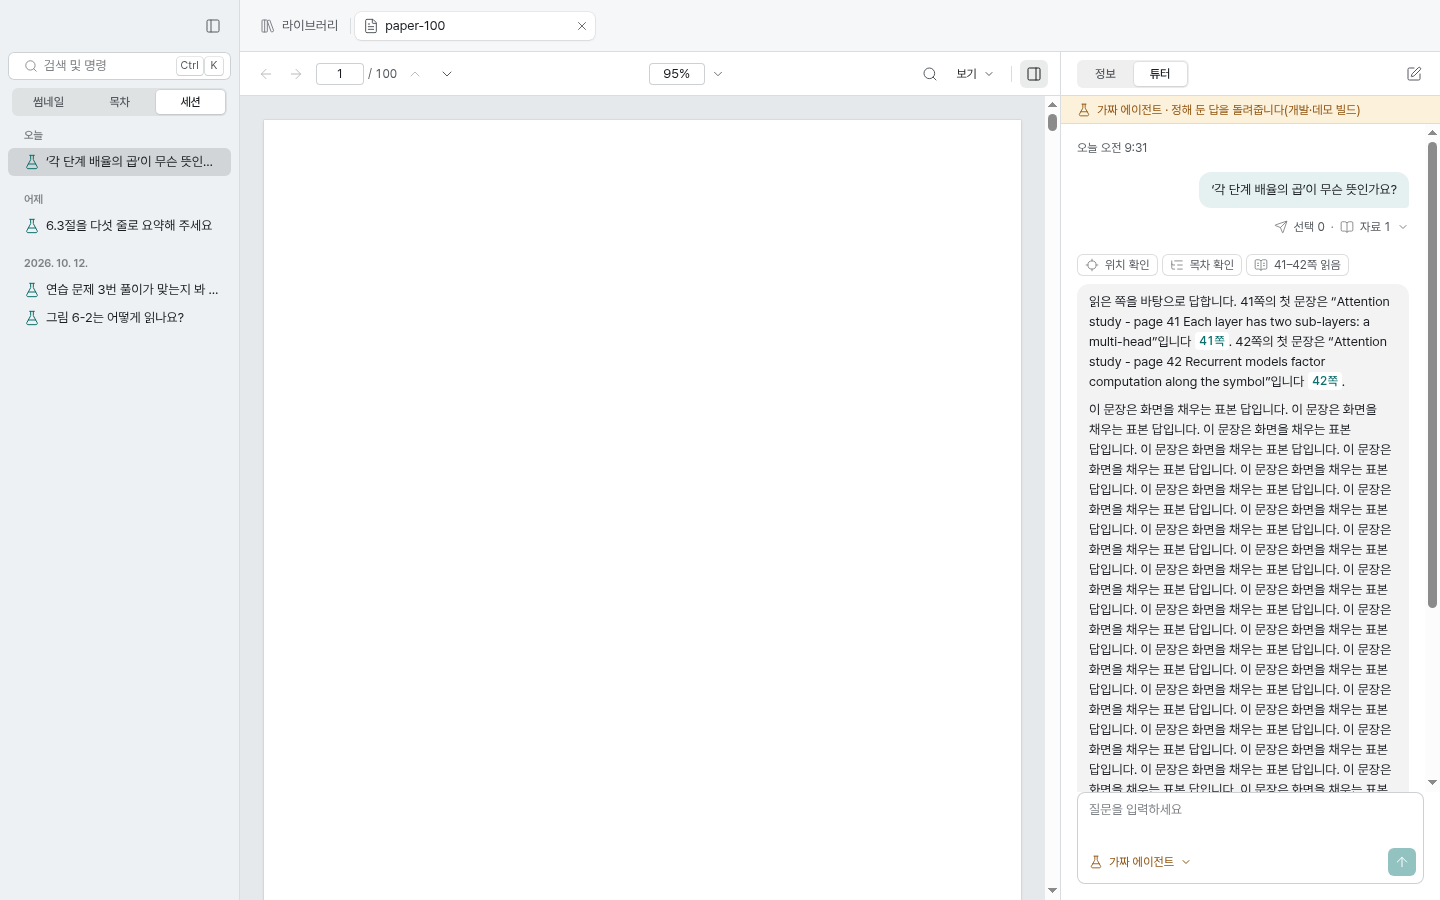 라이브러리
paper-100
검색 및 명령
Ctrl K
썸네일 목차 세션
오늘
‘각 단계 배율의 곱’이 무슨 뜻인...
어제
6.3절을 다섯 줄로 요약해 주세요
2026. 10. 12.
연습 문제 3번 풀이가 맞는지 봐 ...
그림 6-2는 어떻게 읽나요?
1 / 100
95%
보기
정보 튜터
가짜 에이전트 · 정해 둔 답을 돌려줍니다(개발·데모 빌드)
오늘 오전 9:31
‘각 단계 배율의 곱’이 무슨 뜻인가요?
선택 0 · 자료 1
위치 확인 목차 확인 41–42쪽 읽음
읽은 쪽을 바탕으로 답합니다. 41쪽의 첫 문장은 “Attention
study - page 41 Each layer has two sub-layers: a
multi-head”입니다 41쪽 . 42쪽의 첫 문장은 “Attention
study - page 42 Recurrent models factor
computation along the symbol”입니다 42쪽 .
이 문장은 화면을 채우는 표본 답입니다. 이 문장은 화면을
채우는 표본 답입니다. 이 문장은 화면을 채우는 표본
답입니다. 이 문장은 화면을 채우는 표본 답입니다. 이 문장은
화면을 채우는 표본 답입니다. 이 문장은 화면을 채우는 표본
답입니다. 이 문장은 화면을 채우는 표본 답입니다. 이 문장은
화면을 채우는 표본 답입니다. 이 문장은 화면을 채우는 표본
답입니다. 이 문장은 화면을 채우는 표본 답입니다. 이 문장은
화면을 채우는 표본 답입니다. 이 문장은 화면을 채우는 표본
답입니다. 이 문장은 화면을 채우는 표본 답입니다. 이 문장은
화면을 채우는 표본 답입니다. 이 문장은 화면을 채우는 표본
답입니다. 이 문장은 화면을 채우는 표본 답입니다. 이 문장은
화면을 채우는 표본 답입니다. 이 문장은 화면을 채우는 표본
답입니다. 이 문장은 화면을 채우는 표본 답입니다. 이 문장은
화면을 채우는 표본 답입니다. 이 문장은 화면을 채우는 표본
답입니다. 이 문장은 화면을 채우는 표본 답입니다. 이 문장은
화면을 채우는 표본 답입니다. 이 문장은 화면을 채우는 표본
답입니다. 이 문장은 화면을 채우는 표본 답입니다. 이 문장은
화면을 채우는 표본 답입니다. 이 문장은 화면을 채우는 표본
답입니다. 이 문장은 화면을 채우는 표본 답입니다. 이 문장은
화면을 채우는 표본 답입니다. 이 문장은 화면을 채우는 표본
질문을 입력하세요
가짜 에이전트